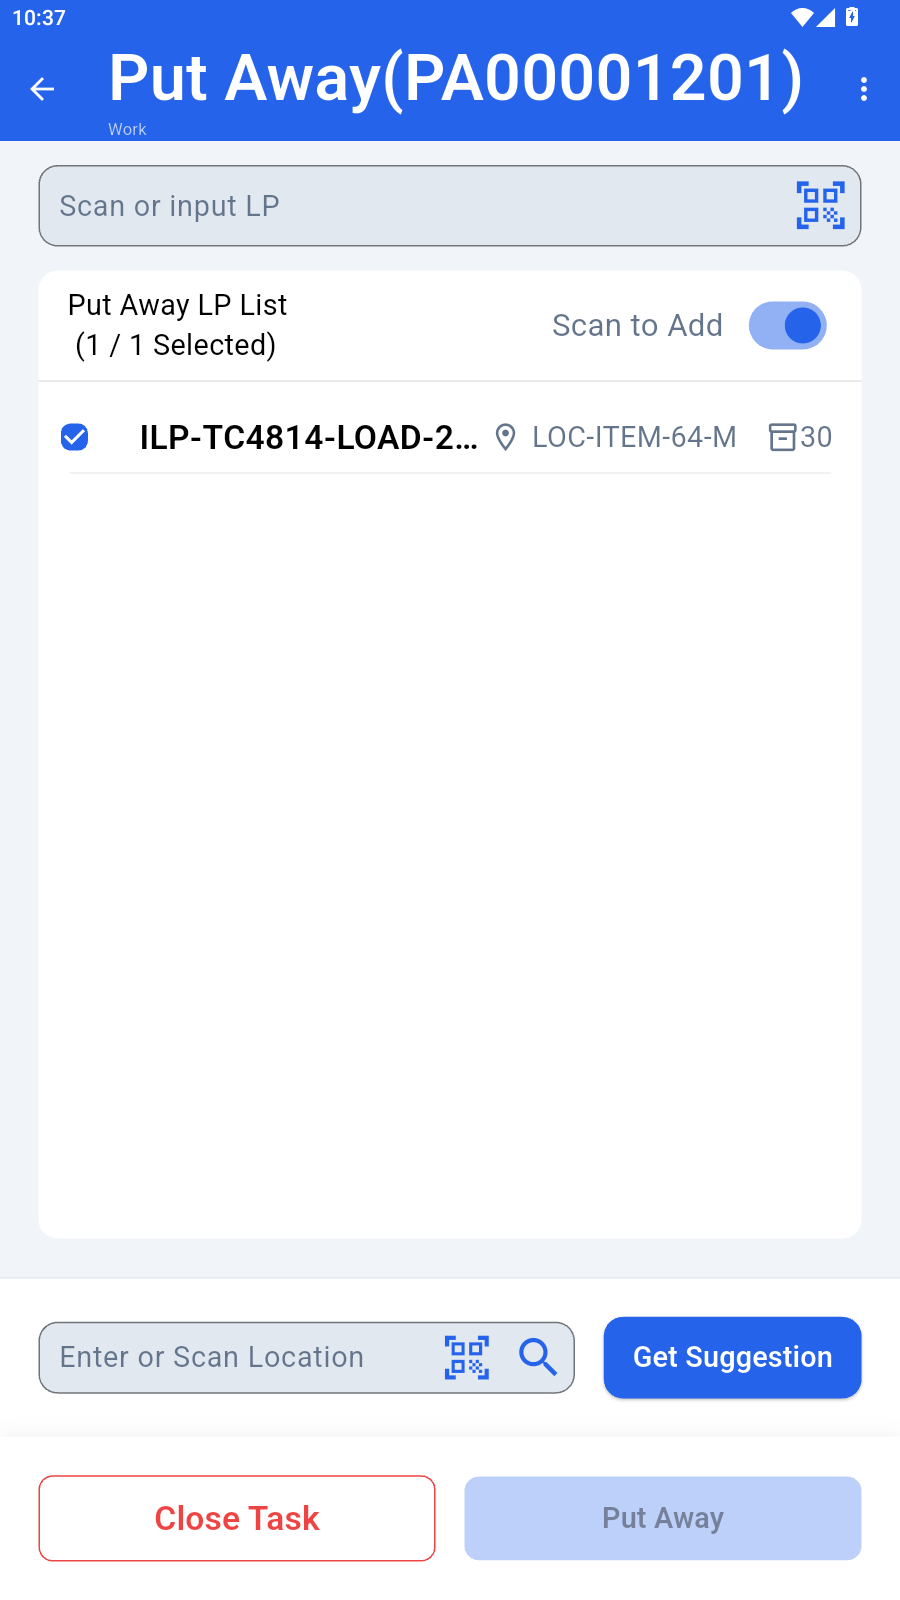 10:37
Put Away(PA00001201)
Work
Scan or input LP
Put Away LP List
(1 / 1 Selected)
Scan to Add
ILP-TC4814-LOAD-2... LOC-ITEM-64-M 30
Enter or Scan Location
Get Suggestion
Close Task
Put Away